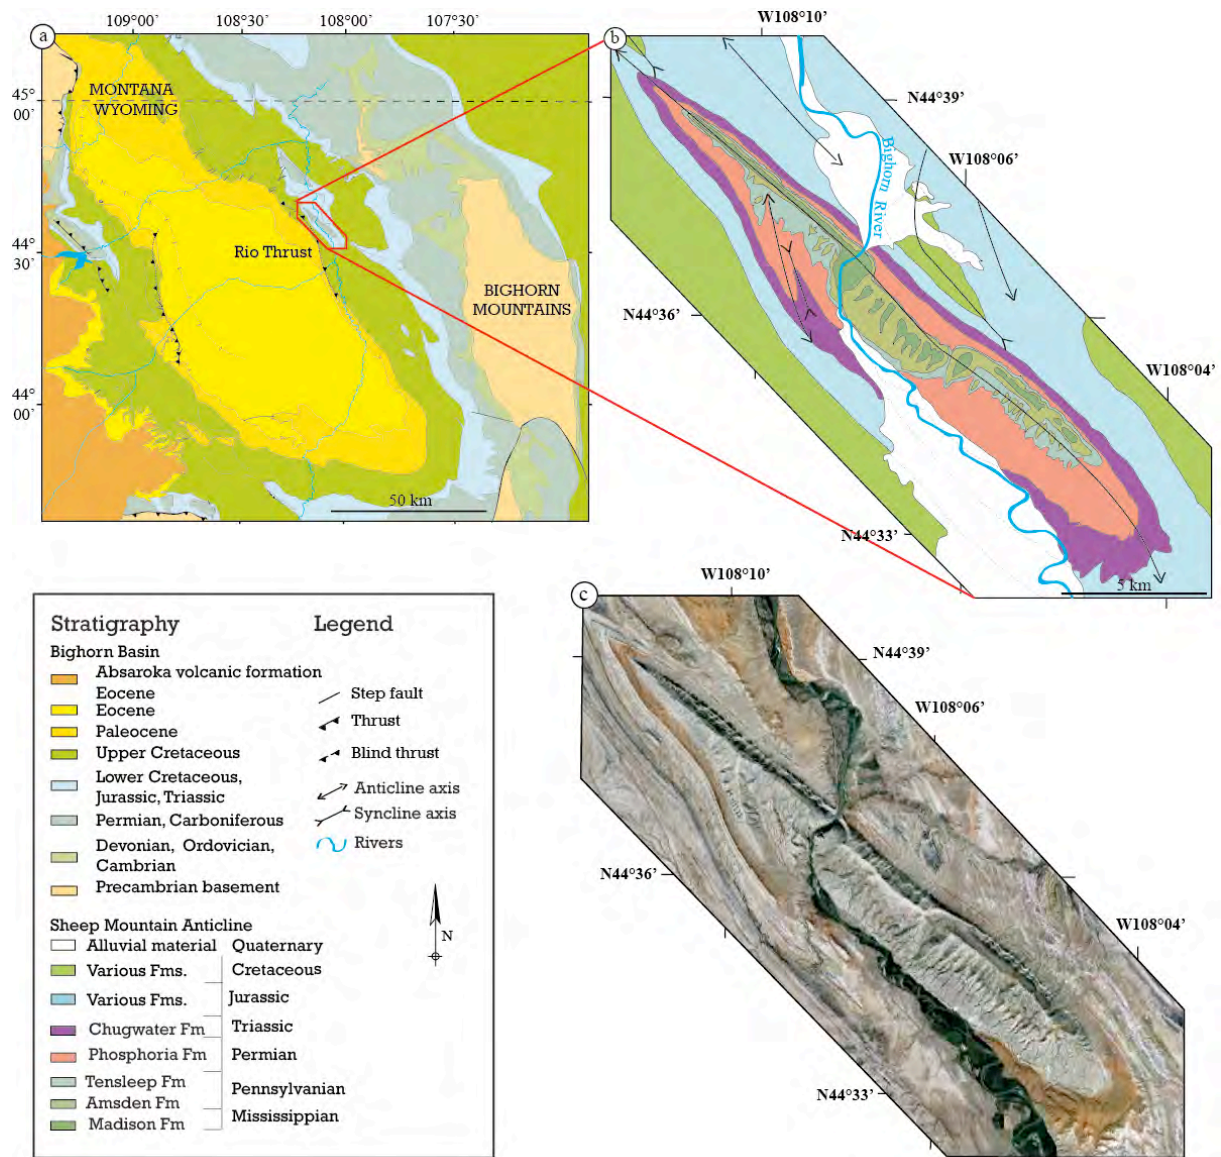 109°00' 108°30' 108°00' 107°30'
a
MONTANA
WYOMING
45°
00'
44°
30'
44°
00'
Rio Thrust
BIGHORN
MOUNTAINS
50 km
W108°10'
b
N44°39'
W108°06'
Bighorn River
N44°36'
W108°04'
N44°33'
5 km
W108°10'
c
N44°39'
W108°06'
N44°36'
W108°04'
N44°33'
Stratigraphy
Bighorn Basin
Absaroka volcanic formation
Eocene
Eocene
Paleocene
Upper Cretaceous
Lower Cretaceous,
Jurassic, Triassic
Permian, Carboniferous
Devonian, Ordovician,
Cambrian
Precambrian basement
Legend
Step fault
Thrust
Blind thrust
Anticline axis
Syncline axis
Rivers
N
Sheep Mountain Anticline
Alluvial material Quaternary
Various Fms. Cretaceous
Various Fms. Jurassic
Chugwater Fm Triassic
Phosphoria Fm Permian
Tensleep Fm
Pennsylvanian
Amsden Fm
Mississippian
Madison Fm